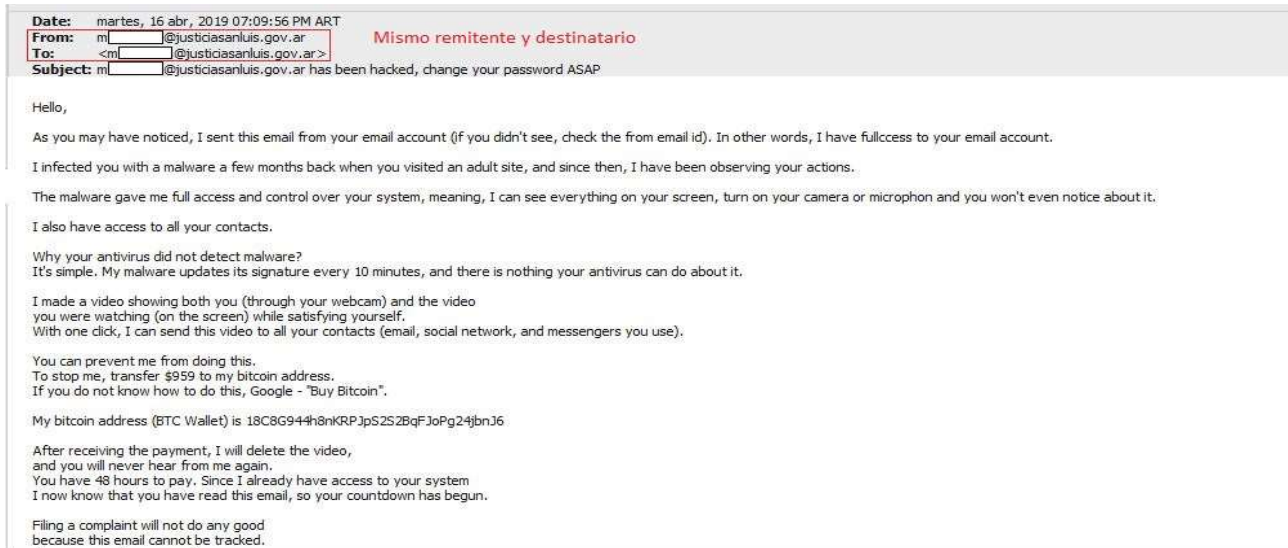 Date: martes, 16 abr, 2019 07:09:56 PM ART
From: m @justiciasanluis.gov.ar Mismo remitente y destinatario
To: <m @justiciasanluis.gov.ar>
Subject: m @justiciasanluis.gov.ar has been hacked, change your password ASAP
Hello,
As you may have noticed, I sent this email from your email account (if you didn't see, check the from email id). In other words, I have fullccess to your email account.
I infected you with a malware a few months back when you visited an adult site, and since then, I have been observing your actions.
The malware gave me full access and control over your system, meaning, I can see everything on your screen, turn on your camera or microphon and you won't even notice about it.
I also have access to all your contacts.
Why your antivirus did not detect malware?
It's simple. My malware updates its signature every 10 minutes, and there is nothing your antivirus can do about it.
I made a video showing both you (through your webcam) and the video
you were watching (on the screen) while satisfying yourself.
With one click, I can send this video to all your contacts (email, social network, and messengers you use).
You can prevent me from doing this.
To stop me, transfer $959 to my bitcoin address.
If you do not know how to do this, Google - "Buy Bitcoin".
My bitcoin address (BTC Wallet) is 18C8G944h8nKRPJpS2S2BqFJoPg24jbnJ6
After receiving the payment, I will delete the video,
and you will never hear from me again.
You have 48 hours to pay. Since I already have access to your system
I now know that you have read this email, so your countdown has begun.
Filing a complaint will not do any good
because this email cannot be tracked.